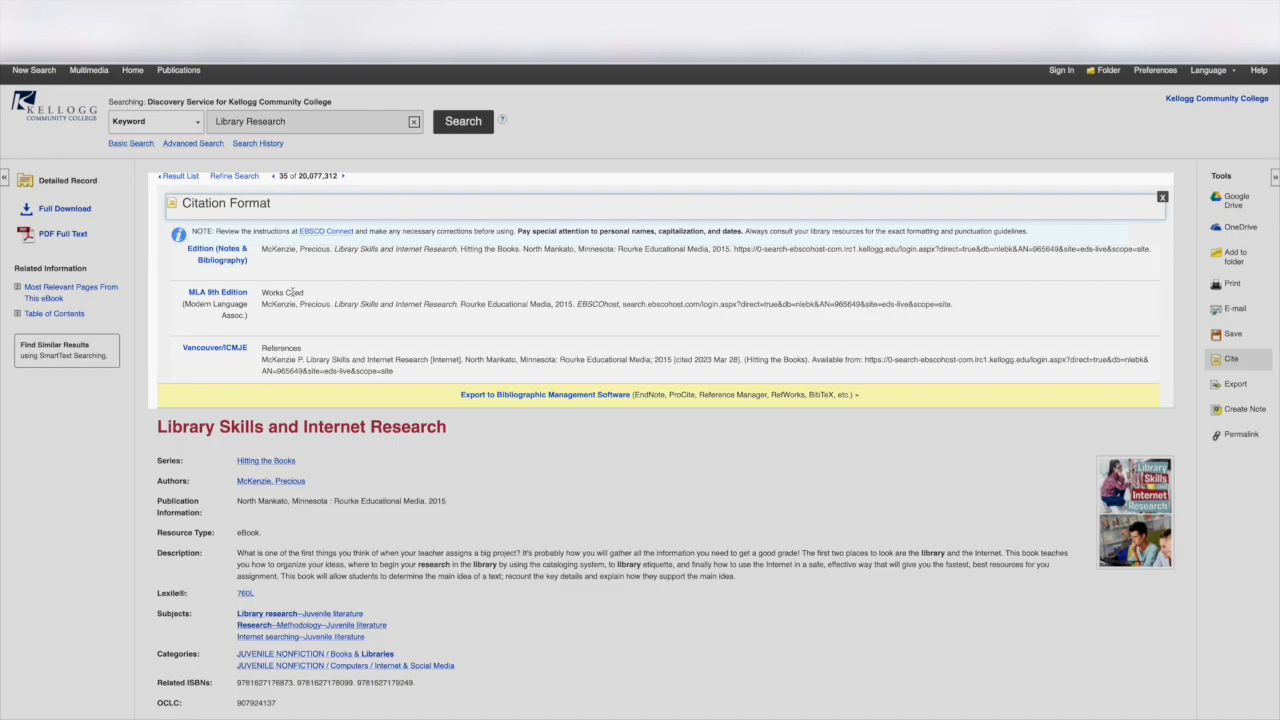 New Search Multimedia Home Publications Sign In Folder Preferences Language Help
KELLOGG COMMUNITY COLLEGE
Searching: Discovery Service for Kellogg Community College
Kellogg Community College
Keyword Library Research Search
Basic Search Advanced Search Search History
Detailed Record
Full Download
PDF Full Text
Related Information
Most Relevant Pages From
This eBook
Table of Contents
Find Similar Results
using SmartText Searching.
Result List Refine Search 35 of 20,077,312
Citation Format
NOTE: Review the instructions at EBSCO Connect and make any necessary corrections before using. Pay special attention to personal names, capitalization, and dates. Always consult your library resources for the exact formatting and punctuation guidelines.
Edition (Notes &
Bibliography)
McKenzie, Precious. Library Skills and Internet Research. Hitting the Books. North Mankato, Minnesota: Rourke Educational Media, 2015. https://0-search-ebscohost-com.lrc1.kellogg.edu/login.aspx?direct=true&db=nlebk&AN=965649&site=eds-live&scope=site.
MLA 9th Edition
(Modern Language
Assoc.)
Works Cited
McKenzie, Precious. Library Skills and Internet Research. Rourke Educational Media, 2015. EBSCOhost, search.ebscohost.com/login.aspx?direct=true&db=nlebk&AN=965649&site=eds-live&scope=site.
Vancouver/ICMJE
References
McKenzie P. Library Skills and Internet Research [Internet]. North Mankato, Minnesota: Rourke Educational Media; 2015 [cited 2023 Mar 28]. (Hitting the Books). Available from: https://0-search-ebscohost-com.lrc1.kellogg.edu/login.aspx?direct=true&db=nlebk&
AN=965649&site=eds-live&scope=site
Export to Bibliographic Management Software (EndNote, ProCite, Reference Manager, RefWorks, BibTeX, etc.) »
Library Skills and Internet Research
Series: Hitting the Books
Authors: McKenzie, Precious
Publication
Information:
North Mankato, Minnesota : Rourke Educational Media. 2015
Resource Type: eBook.
Description: What is one of the first things you think of when your teacher assigns a big project? It's probably how you will gather all the information you need to get a good grade! The first two places to look are the library and the Internet. This book teaches
you how to organize your ideas, where to begin your research in the library by using the cataloging system, to library etiquette, and finally how to use the Internet in a safe, effective way that will give you the fastest, best resources for you
assignment. This book will allow students to determine the main idea of a text; recount the key details and explain how they support the main idea.
Lexile®: 760L
Subjects: Library research--Juvenile literature
Research--Methodology--Juvenile literature
Internet searching--Juvenile literature
Categories: JUVENILE NONFICTION / Books & Libraries
JUVENILE NONFICTION / Computers / Internet & Social Media
Related ISBNs: 9781627176873. 9781627178099. 9781627179249.
OCLC: 907924137
Library
Skills
and
Internet
Research
Tools
Google
Drive
OneDrive
Add to
folder
Print
E-mail
Save
Cite
Export
Create Note
Permalink